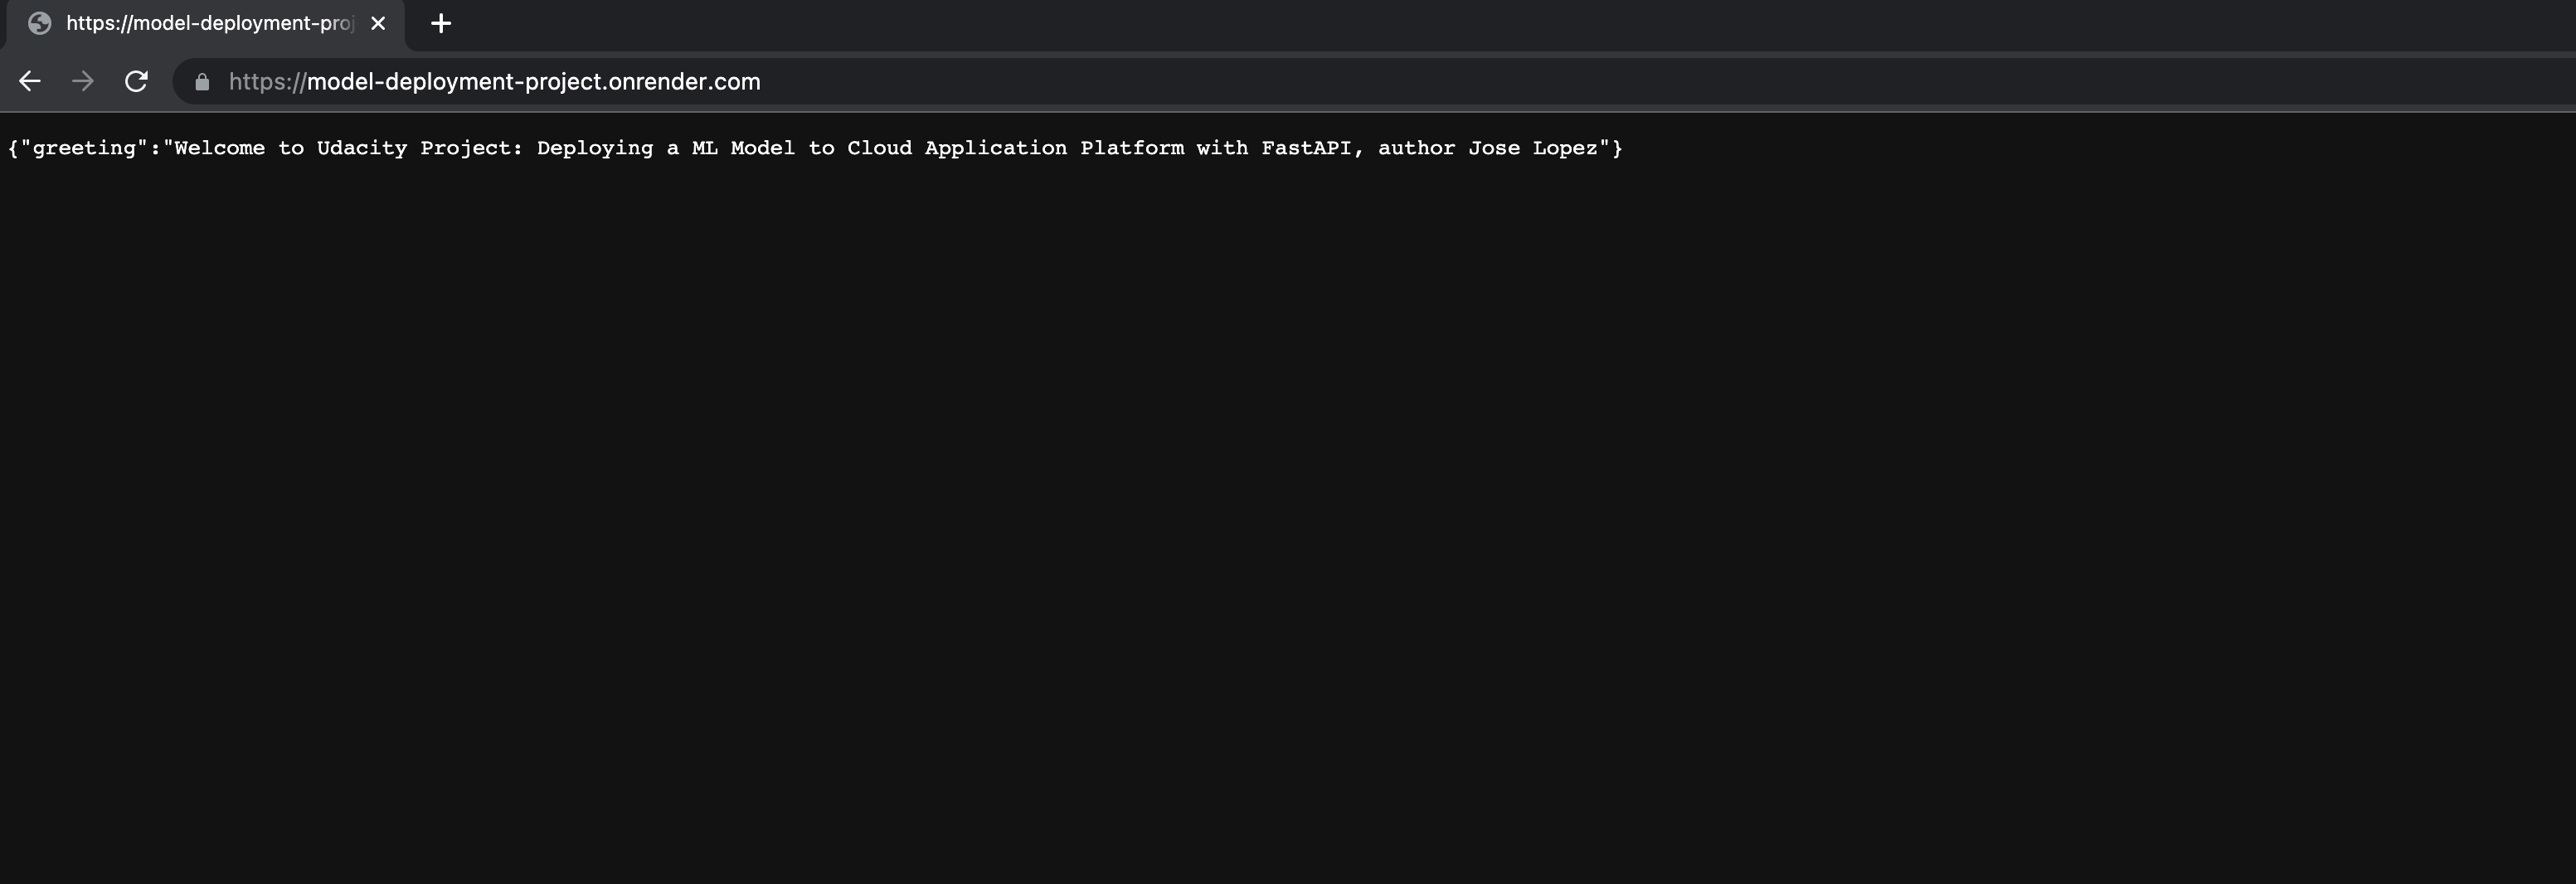 https://model-deployment-proj
https://model-deployment-project.onrender.com
{"greeting":"Welcome to Udacity Project: Deploying a ML Model to Cloud Application Platform with FastAPI, author Jose Lopez"}